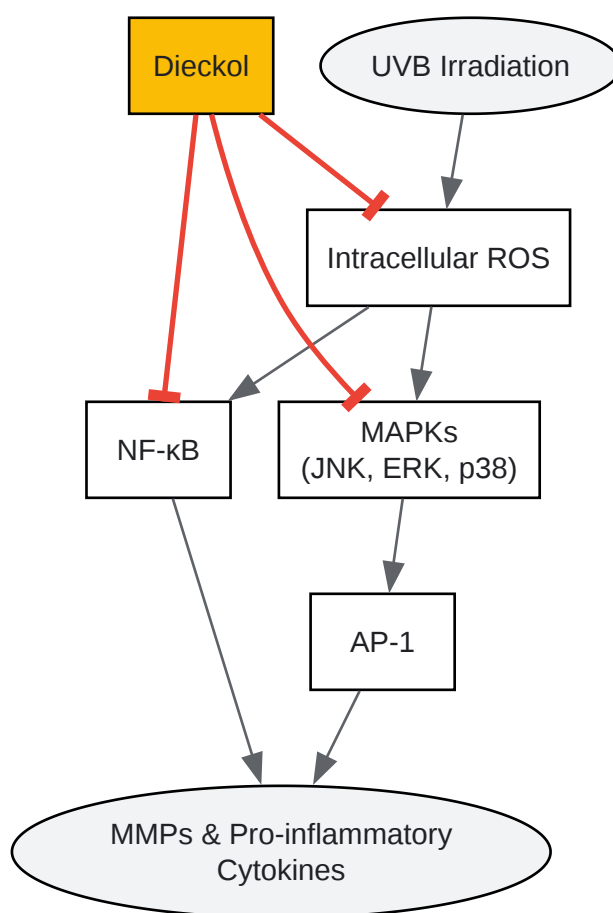 Dieckol
UVB Irradiation
Intracellular ROS
NF-κB
MAPKs
(JNK, ERK, p38)
AP-1
MMPs & Pro-inflammatory
Cytokines